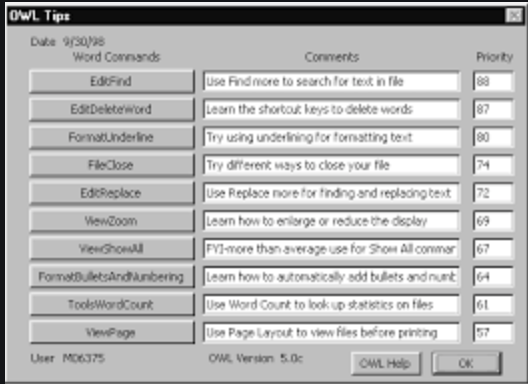 OWL Tips
Date 9/30/98
Word Commands Comments Priority
EditFind Use Find more to search for text in file 88
EditDeleteWord Learn the shortcut keys to delete words 87
FormatUnderline Try using underlining for formatting text 80
FileClose Try different ways to close your file 74
EditReplace Use Replace more for finding and replacing text 72
ViewZoom Learn how to enlarge or reduce the display 69
ViewShowAll FYI-more than average use for Show All commar 67
FormatBulletsAndNumbering Learn how to automatically add bullets and numb 64
ToolsWordCount Use Word Count to look up statistics on files 61
ViewPage Use Page Layout to view files before printing 57
User M06375 OWL Version 5.0c OWL Help OK